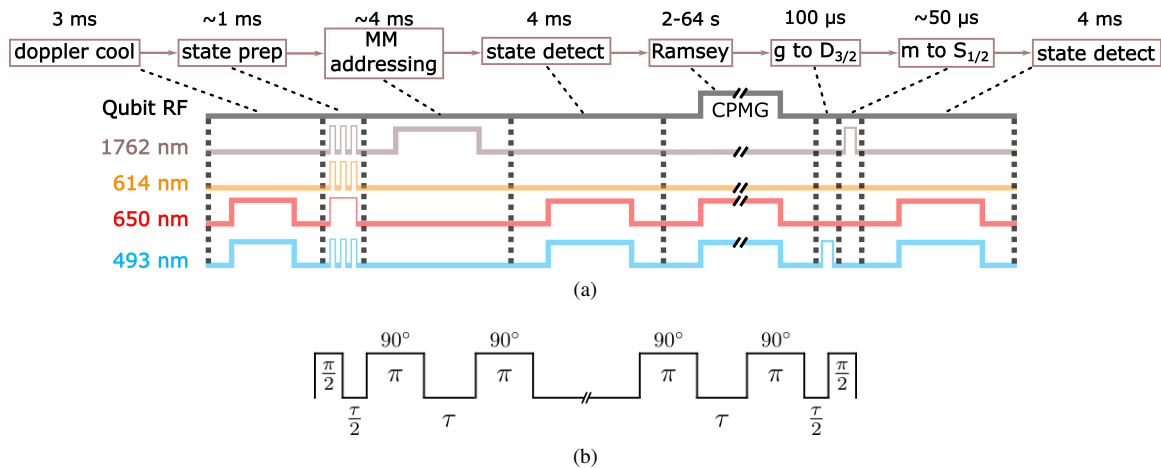 3 ms ~1 ms ~4 ms 4 ms 2-64 s 100 µs ~50 µs 4 ms
doppler cool state prep MM addressing state detect Ramsey g to D3/2 m to S1/2 state detect
Qubit RF CPMG
1762 nm
614 nm
650 nm
493 nm
(a)
90° 90° 90° 90°
π/2 π π π π π/2
τ/2 τ τ τ/2
(b)